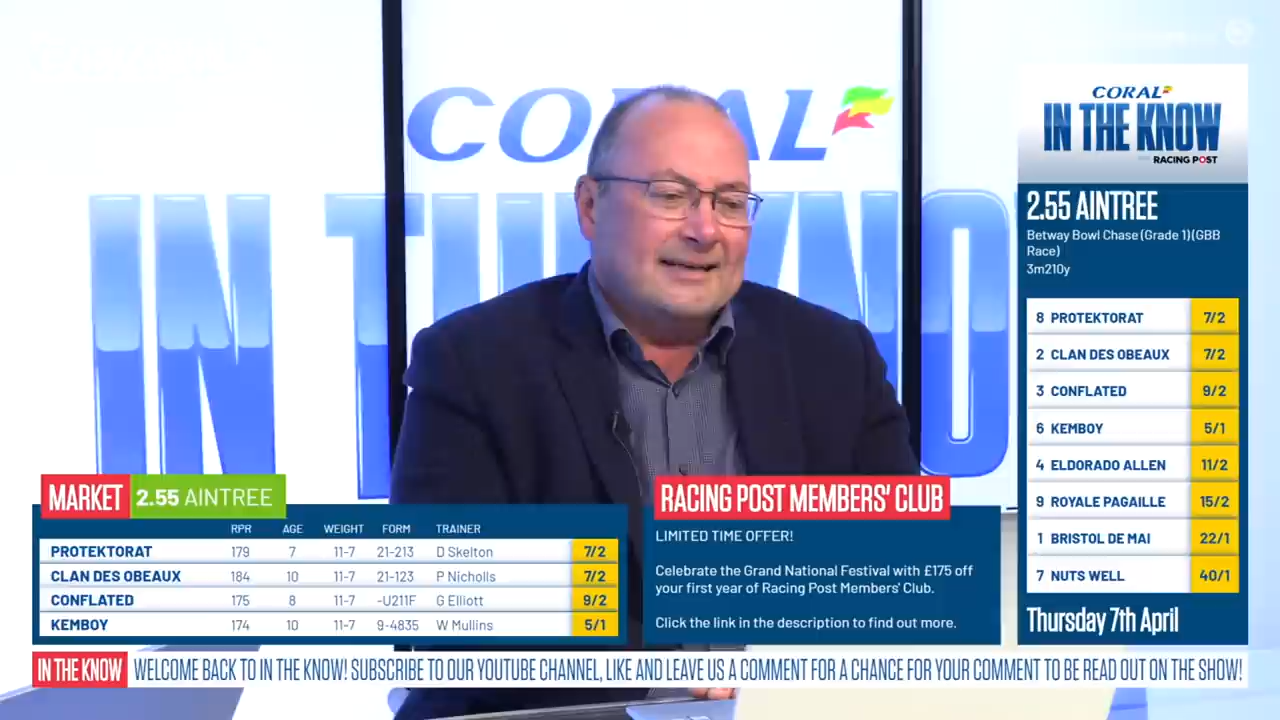 CORAL
IN THE KNOW
CORAL
IN THE KNOW
RACING POST
2.55 AINTREE
Betway Bowl Chase (Grade 1) (GBB
Race)
3m210y
8 PROTEKTORAT 7/2
2 CLAN DES OBEAUX 7/2
3 CONFLATED 9/2
6 KEMBOY 5/1
4 ELDORADO ALLEN 11/2
9 ROYALE PAGAILLE 15/2
1 BRISTOL DE MAI 22/1
7 NUTS WELL 40/1
Thursday 7th April
MARKET 2.55 AINTREE
RPR AGE WEIGHT FORM TRAINER
PROTEKTORAT 179 7 11-7 21-213 D Skelton 7/2
CLAN DES OBEAUX 184 10 11-7 21-123 P Nicholls 7/2
CONFLATED 175 8 11-7 -U211F G Elliott 9/2
KEMBOY 174 10 11-7 9-4835 W Mullins 5/1
RACING POST MEMBERS' CLUB
LIMITED TIME OFFER!
Celebrate the Grand National Festival with £175 off
your first year of Racing Post Members' Club.
Click the link in the description to find out more.
IN THE KNOW WELCOME BACK TO IN THE KNOW! SUBSCRIBE TO OUR YOUTUBE CHANNEL, LIKE AND LEAVE US A COMMENT FOR A CHANCE FOR YOUR COMMENT TO BE READ OUT ON THE SHOW!